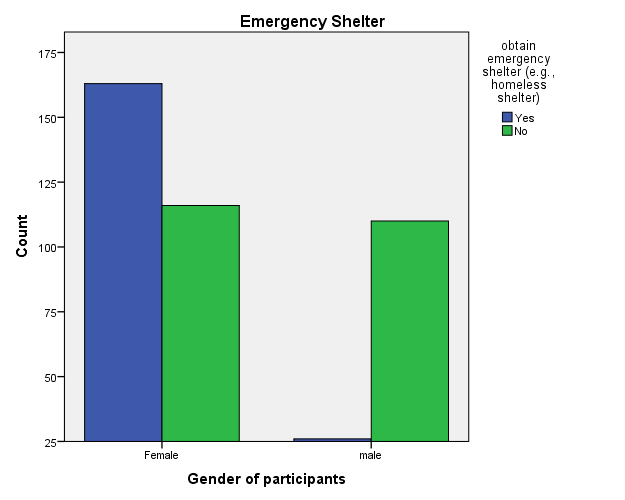 Emergency Shelter
obtain
emergency
shelter (e.g.,
homeless
shelter)
Yes
No
175
150
125
100
75
50
25
Count
Female
male
Gender of participants